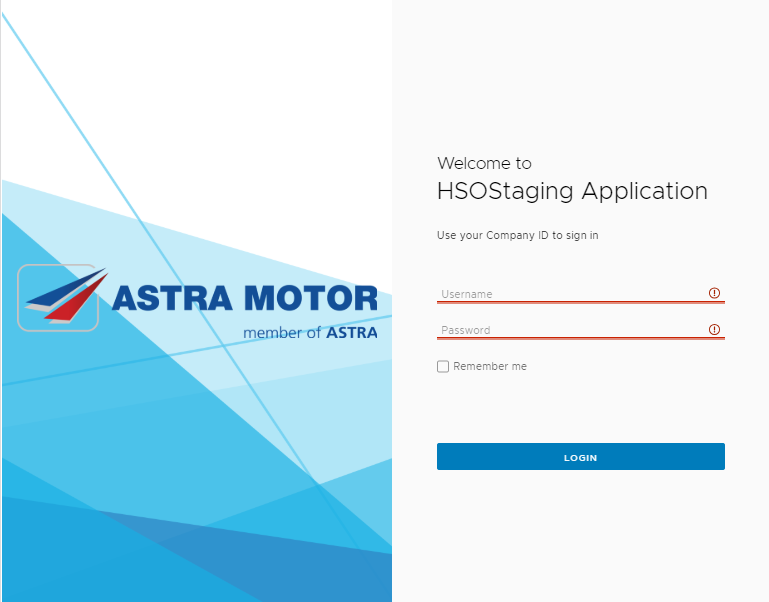 ASTRA MOTOR
member of ASTRA
Welcome to
HSOStaging Application
Use your Company ID to sign in
Username
Password
Remember me
LOGIN